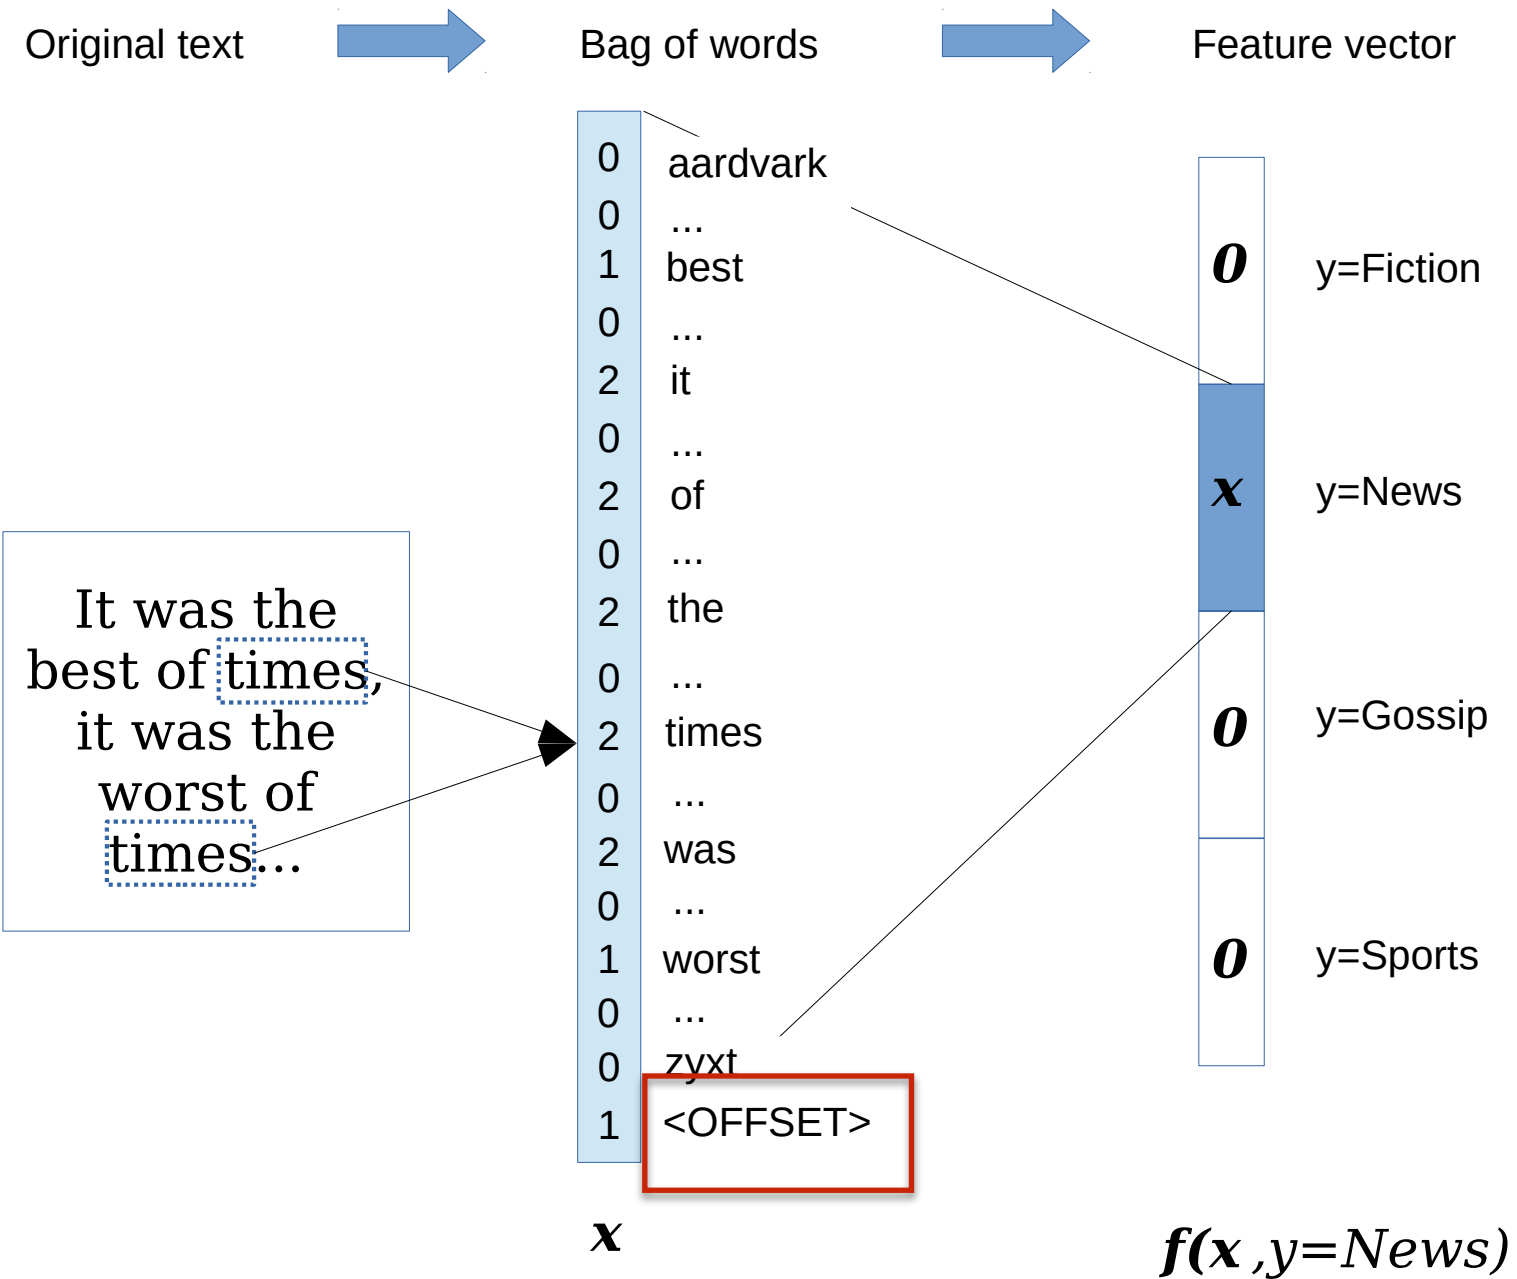 Original text
Bag of words
Feature vector
It was the
best of times,
it was the
worst of
times...
0 aardvark
0 ...
1 best
0 ...
2 it
0 ...
2 of
0 ...
2 the
0 ...
2 times
0 ...
2 was
0 ...
1 worst
0 ...
0 zyxt
1 <OFFSET>
x
0 y=Fiction
x y=News
0 y=Gossip
0 y=Sports
f(x ,y=News)